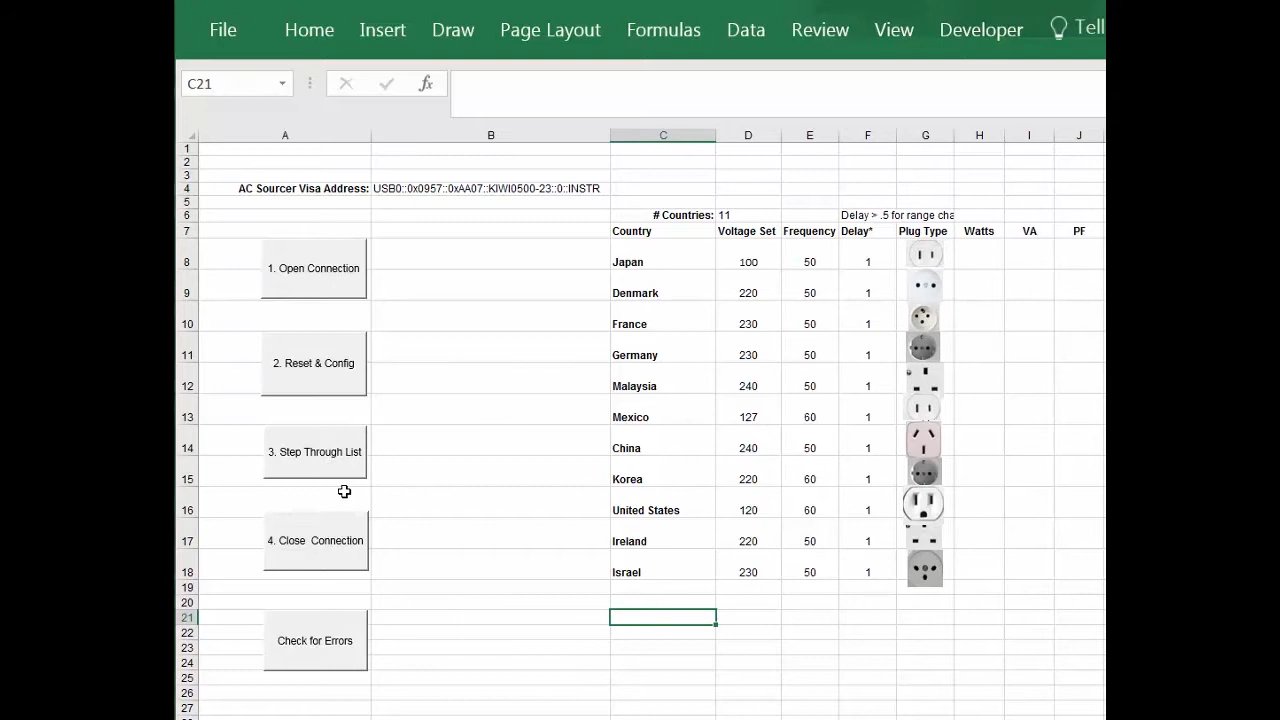 File Home Insert Draw Page Layout Formulas Data Review View Developer Tell
C21 fx
A B C D E F G H I J
1
2
3
4 AC Sourcer Visa Address: USB0::0x0957::0xAA07::KIWI0500-23::0::INSTR
5
6 # Countries: 11 Delay > .5 for range cha
7 Country Voltage Set Frequency Delay* Plug Type Watts VA PF
8 Japan 100 50 1
1. Open Connection
9 Denmark 220 50 1
10 France 230 50 1
11 Germany 230 50 1
2. Reset & Config
12 Malaysia 240 50 1
13 Mexico 127 60 1
14 China 240 50 1
3. Step Through List
15 Korea 220 60 1
16 United States 120 60 1
17 Ireland 220 50 1
4. Close Connection
18 Israel 230 50 1
19
20
21
22
Check for Errors
23
24
25
26
27